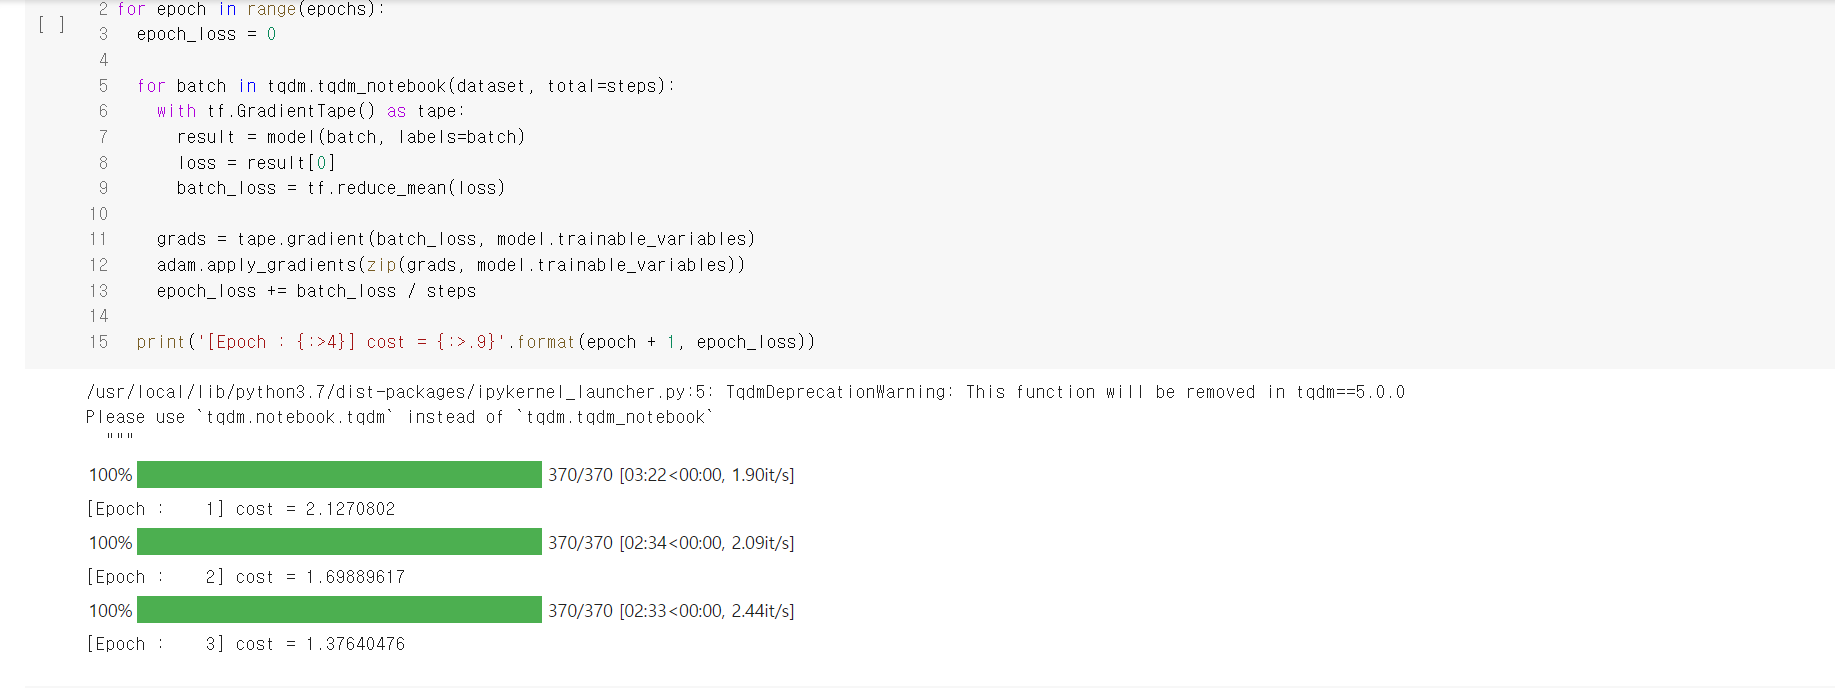 2 for epoch in range(epochs):
[ ]
3   epoch_loss = 0
4
5   for batch in tqdm.tqdm_notebook(dataset, total=steps):
6     with tf.GradientTape() as tape:
7       result = model(batch, labels=batch)
8       loss = result[0]
9       batch_loss = tf.reduce_mean(loss)
10
11     grads = tape.gradient(batch_loss, model.trainable_variables)
12     adam.apply_gradients(zip(grads, model.trainable_variables))
13     epoch_loss += batch_loss / steps
14
15   print('[Epoch : {:>4}] cost = {:>.9}'.format(epoch + 1, epoch_loss))
/usr/local/lib/python3.7/dist-packages/ipykernel_launcher.py:5: TqdmDeprecationWarning: This function will be removed in tqdm==5.0.0
Please use `tqdm.notebook.tqdm` instead of `tqdm.tqdm_notebook`
  """
100% 370/370 [03:22<00:00, 1.90it/s]
[Epoch :    1] cost = 2.1270802
100% 370/370 [02:34<00:00, 2.09it/s]
[Epoch :    2] cost = 1.69889617
100% 370/370 [02:33<00:00, 2.44it/s]
[Epoch :    3] cost = 1.37640476